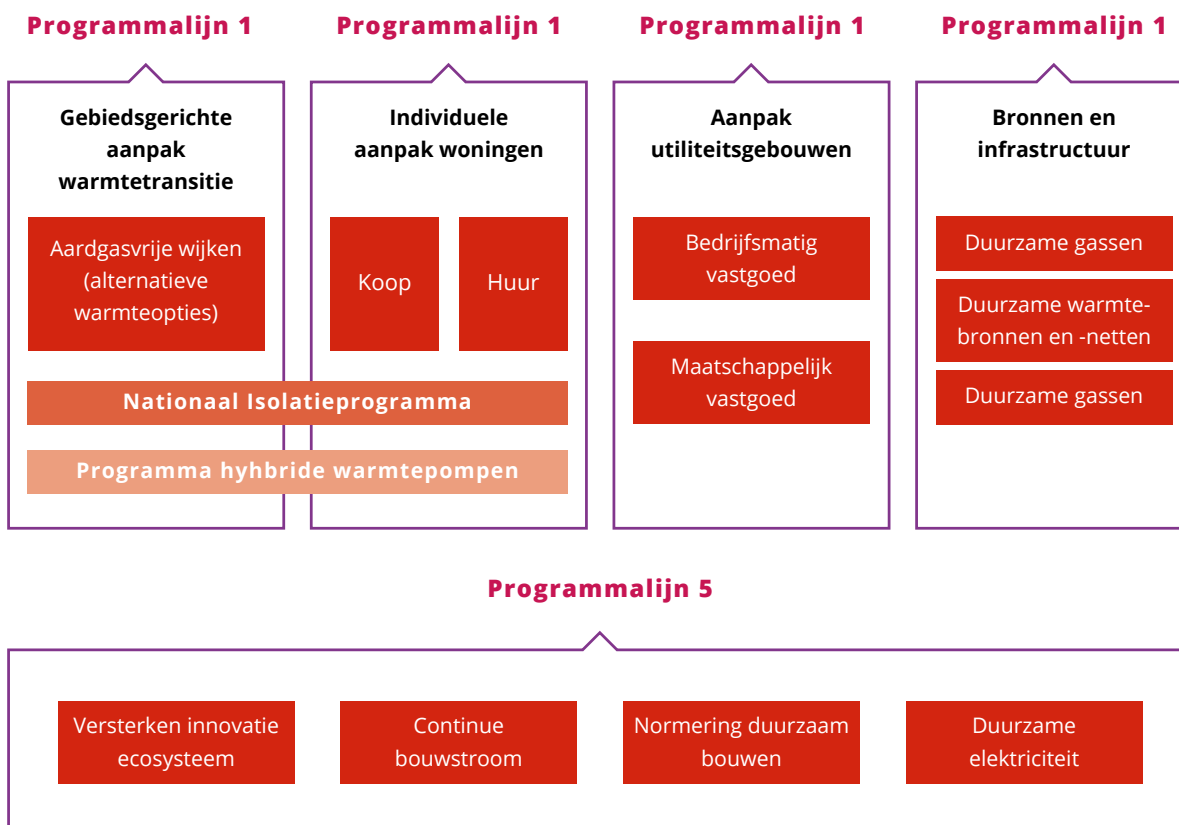 Programmalijn 1
Gebiedsgerichte
aanpak
warmtetransitie
Aardgasvrije wijken
(alternatieve
warmteopties)
Programmalijn 1
Individuele
aanpak woningen
Koop
Huur
Nationaal Isolatieprogramma
Programma hyhbride warmtepompen
Programmalijn 1
Aanpak
utiliteitsgebouwen
Bedrijfsmatig
vastgoed
Maatschappelijk
vastgoed
Programmalijn 1
Bronnen en
infrastructuur
Duurzame gassen
Duurzame warmte-
bronnen en -netten
Duurzame gassen
Programmalijn 5
Versterken innovatie
ecosysteem
Continue
bouwstroom
Normering duurzaam
bouwen
Duurzame
elektriciteit